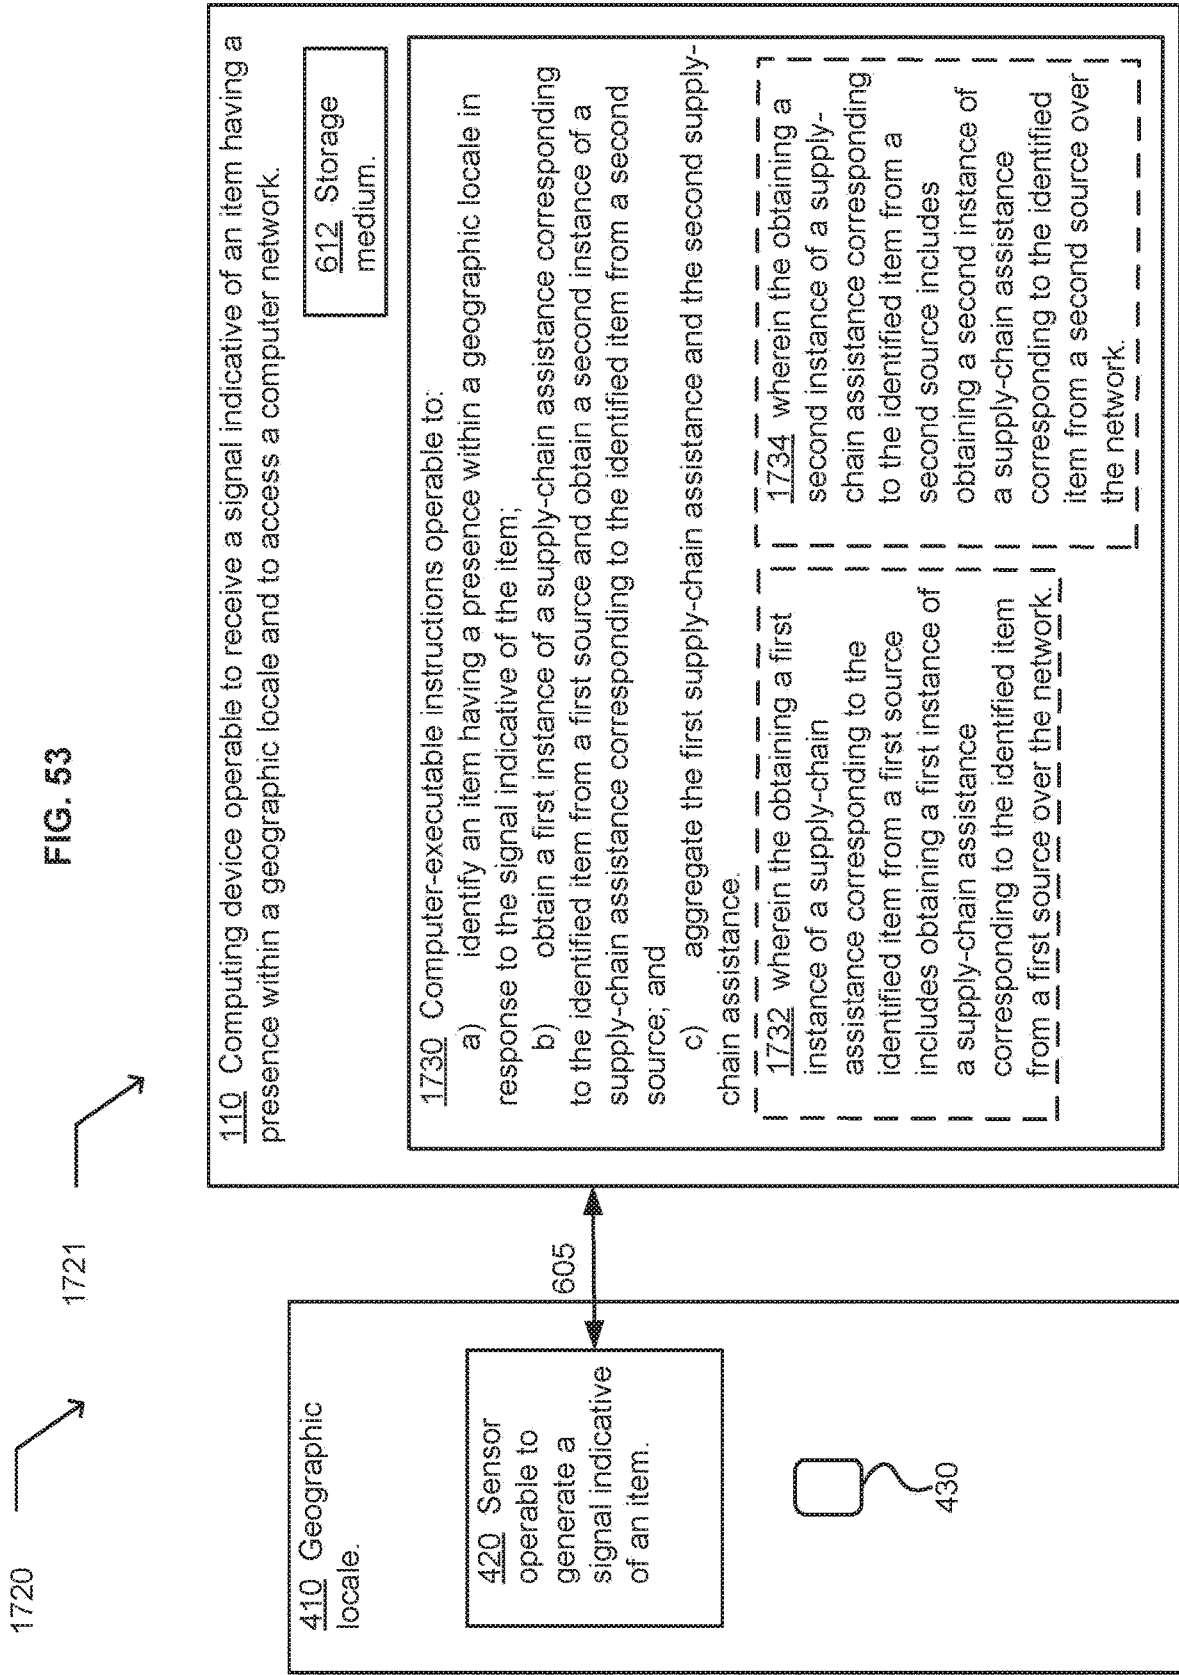 FIG. 53
1720
1721
410 Geographic
locale.
420 Sensor
operable to
generate a
signal indicative
of an item.
430
605
110 Computing device operable to receive a signal indicative of an item having a
presence within a geographic locale and to access a computer network.
612 Storage
medium.
1730 Computer-executable instructions operable to:
a) identify an item having a presence within a geographic locale in
response to the signal indicative of the item;
b) obtain a first instance of a supply-chain assistance corresponding
to the identified item from a first source and obtain a second instance of a
supply-chain assistance corresponding to the identified item from a second
source; and
c) aggregate the first supply-chain assistance and the second supply-
chain assistance.
1732 wherein the obtaining a first
instance of a supply-chain
assistance corresponding to the
identified item from a first source
includes obtaining a first instance of
a supply-chain assistance
corresponding to the identified item
from a first source over the network.
1734 wherein the obtaining a
second instance of a supply-
chain assistance corresponding
to the identified item from a
second source includes
obtaining a second instance of
a supply-chain assistance
corresponding to the identified
item from a second source over
the network.